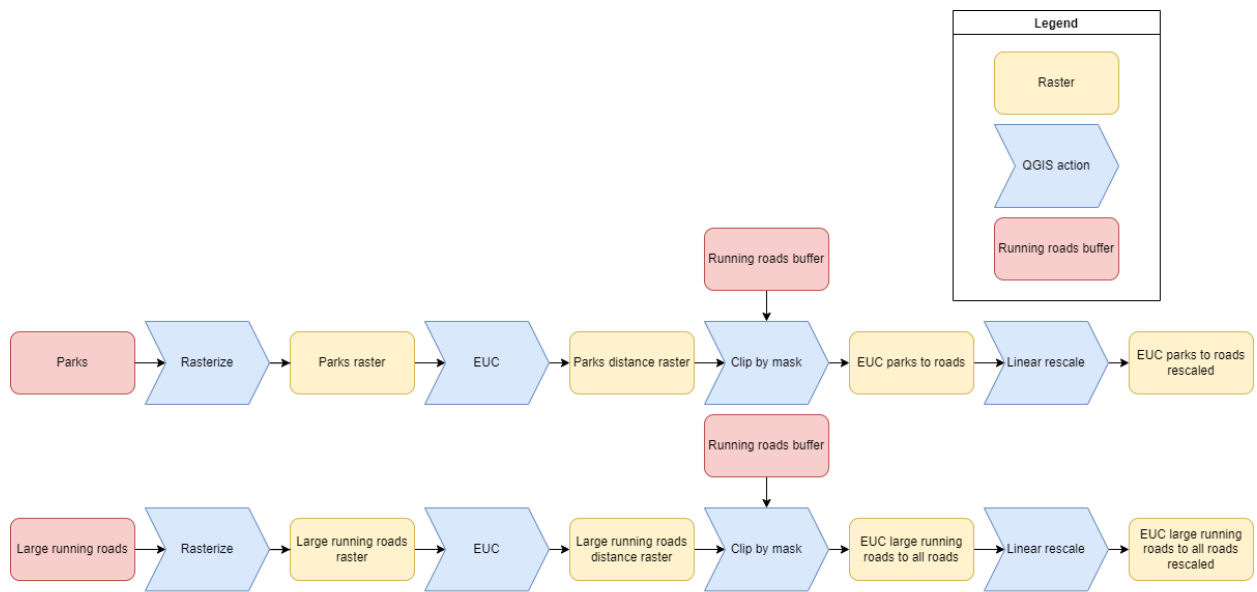 Legend
Raster
QGIS action
Running roads buffer
Running roads buffer
Parks
Rasterize
Parks raster
EUC
Parks distance raster
Clip by mask
EUC parks to roads
Linear rescale
EUC parks to roads
rescaled
Running roads buffer
Large running roads
Rasterize
Large running roads
raster
EUC
Large running roads
distance raster
Clip by mask
EUC large running
roads to all roads
Linear rescale
EUC large running
roads to all roads
rescaled